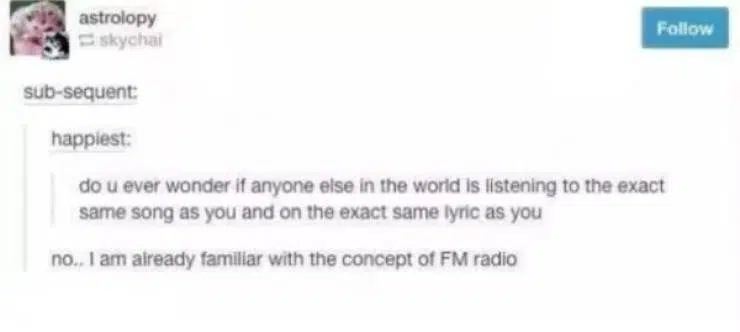 astrolopy
skychai
Follow
sub-sequent:
happiest:
do u ever wonder if anyone else in the world is listening to the exact
same song as you and on the exact same lyric as you
no.. I am already familiar with the concept of FM radio